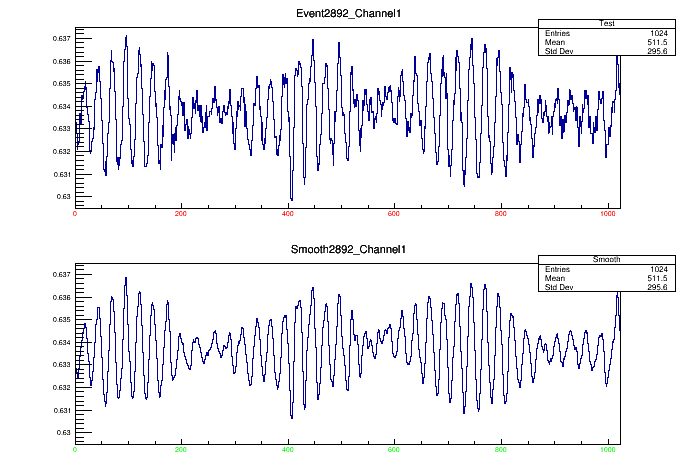 Event2892_Channel1
Test
Entries 1024
Mean 511.5
Std Dev 295.6
0.637
0.636
0.635
0.634
0.633
0.632
0.631
0.63
0 200 400 600 800 1000
Smooth2892_Channel1
Smooth
Entries 1024
Mean 511.5
Std Dev 295.6
0.637
0.636
0.635
0.634
0.633
0.632
0.631
0.63
0 200 400 600 800 1000